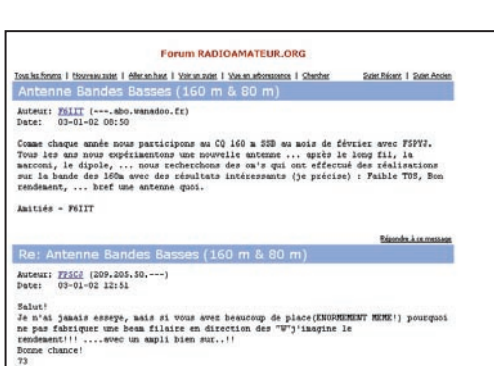 Forum RADIOAMATEUR.ORG
Tous les forums | Nouveau sujet | Aller en haut | Voir un sujet | Vue en arborescence | Chercher Sujet Récent | Sujet Ancien
Antenne Bandes Basses (160 m & 80 m)
Auteur: F6IIT (---.abo.wanadoo.fr)
Date: 03-01-02 08:50
Comme chaque année nous participons au CQ 160 m SSB au mois de février avec F5PYJ.
Tous les ans nous expérimentons une nouvelle antenne ... après le long fil, la
marconi, le dipole, ... nous recherchons des om's qui ont effectué des réalisations
sur la bande des 160m avec des résultats intéressants (je précise) : Faible TOS, Bon
rendement, ... bref une antenne quoi.
Amitiés - F6IIT
Répondre à ce message
Re: Antenne Bandes Basses (160 m & 80 m)
Auteur: FP5CJ (209.205.50.---)
Date: 03-01-02 12:51
Salut!
Je n'ai jamais esseye, mais si vous avez beaucoup de place(ENORMEMENT MEME!) pourquoi
ne pas fabriquer une beam filaire en direction des "W"j'imagine le
rendement!!! ....avec un ampli bien sur..!!
Bonne chance!
73